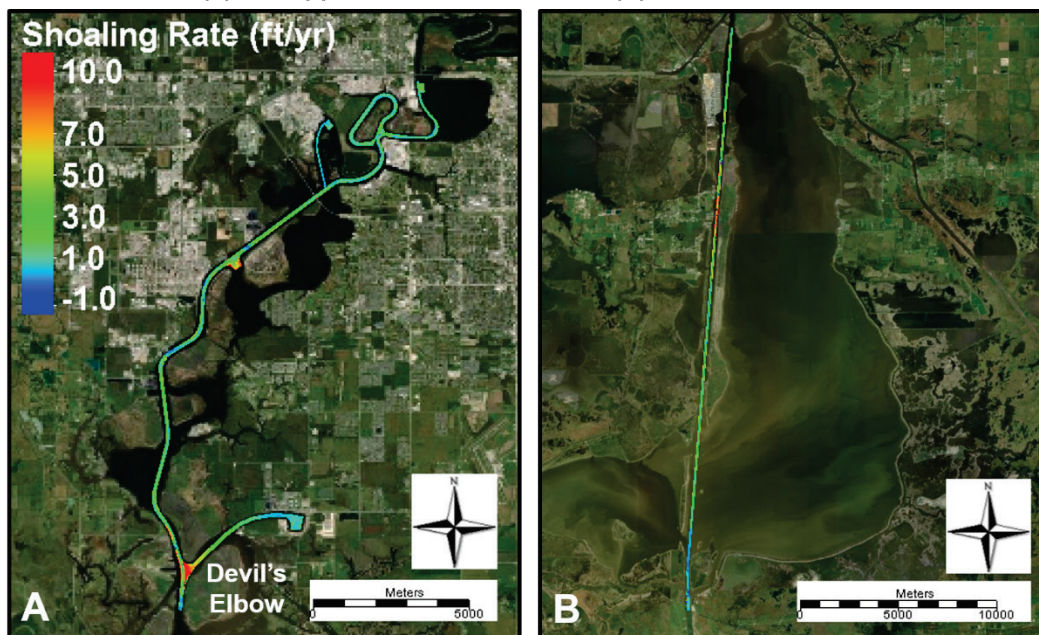 Shoaling Rate (ft/yr)
10.0
7.0
5.0
3.0
1.0
-1.0
N
Devil's
Elbow
Meters
0 5000
A
N
Meters
0 5000 10000
B